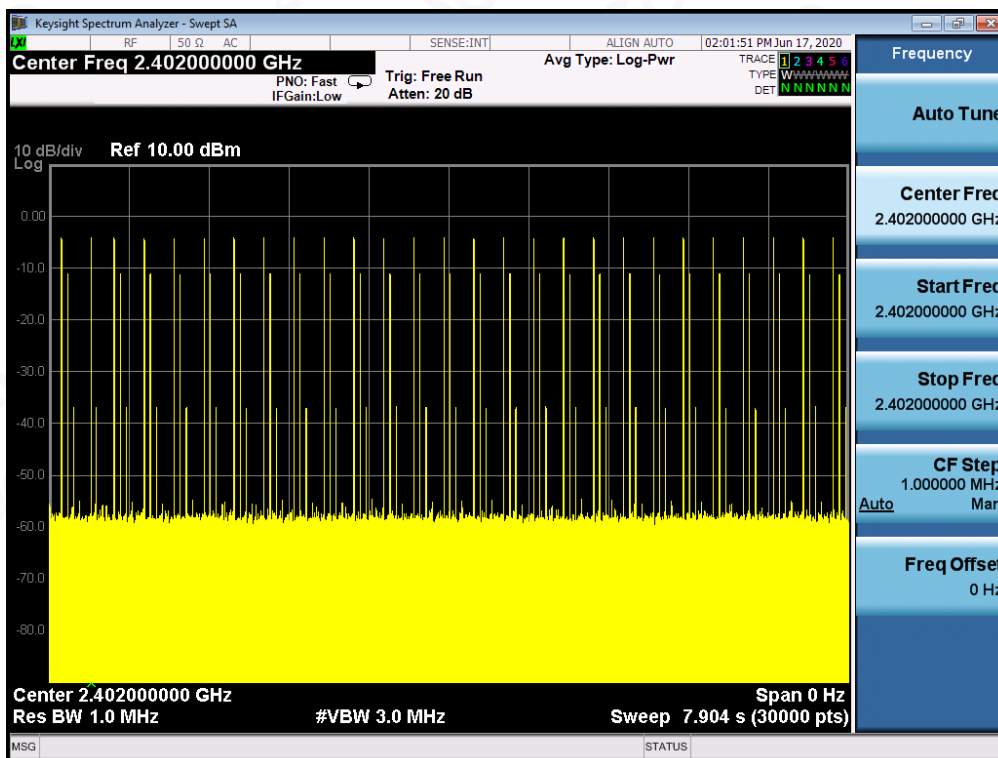 Keysight Spectrum Analyzer - Swept SA
LXI RF 50 Ω AC SENSE:INT ALIGN AUTO 02:01:51 PM Jun 17, 2020
Center Freq 2.402000000 GHz
PNO: Fast
IFGain:Low
Trig: Free Run
Atten: 20 dB
Avg Type: Log-Pwr
TRACE 1 2 3 4 5 6
TYPE WWWWWWW
DET N N N N N N
10 dB/div Ref 10.00 dBm
Log
0.00
-10.0
-20.0
-30.0
-40.0
-50.0
-60.0
-70.0
-80.0
Center 2.402000000 GHz Span 0 Hz
Res BW 1.0 MHz #VBW 3.0 MHz Sweep 7.904 s (30000 pts)
MSG STATUS
Frequency
Auto Tune
Center Freq
2.402000000 GHz
Start Freq
2.402000000 GHz
Stop Freq
2.402000000 GHz
CF Step
1.000000 MHz
Auto Man
Freq Offset
0 Hz